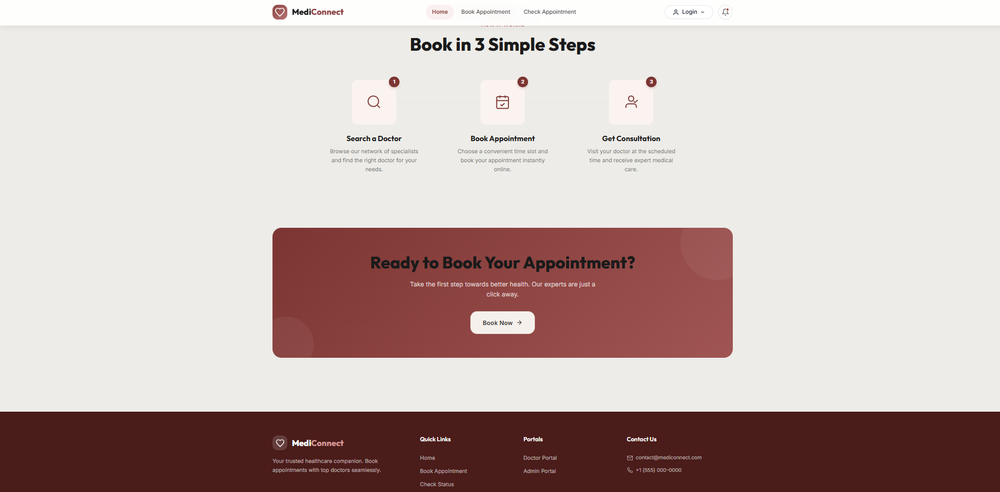 MediConnect
Home
Book Appointment
Check Appointment
Login
Book in 3 Simple Steps
1
2
3
Search a Doctor
Browse our network of specialists
and find the right doctor for your
needs.
Book Appointment
Choose a convenient time slot and
book your appointment instantly
online.
Get Consultation
Visit your doctor at the scheduled
time and receive expert medical
care.
Ready to Book Your Appointment?
Take the first step towards better health. Our experts are just a
click away.
Book Now
MediConnect
Your trusted healthcare companion. Book
appointments with top doctors seamlessly.
Quick Links
Home
Book Appointment
Check Status
Portals
Doctor Portal
Admin Portal
Contact Us
contact@mediconnect.com
+1 (555) 000-0000